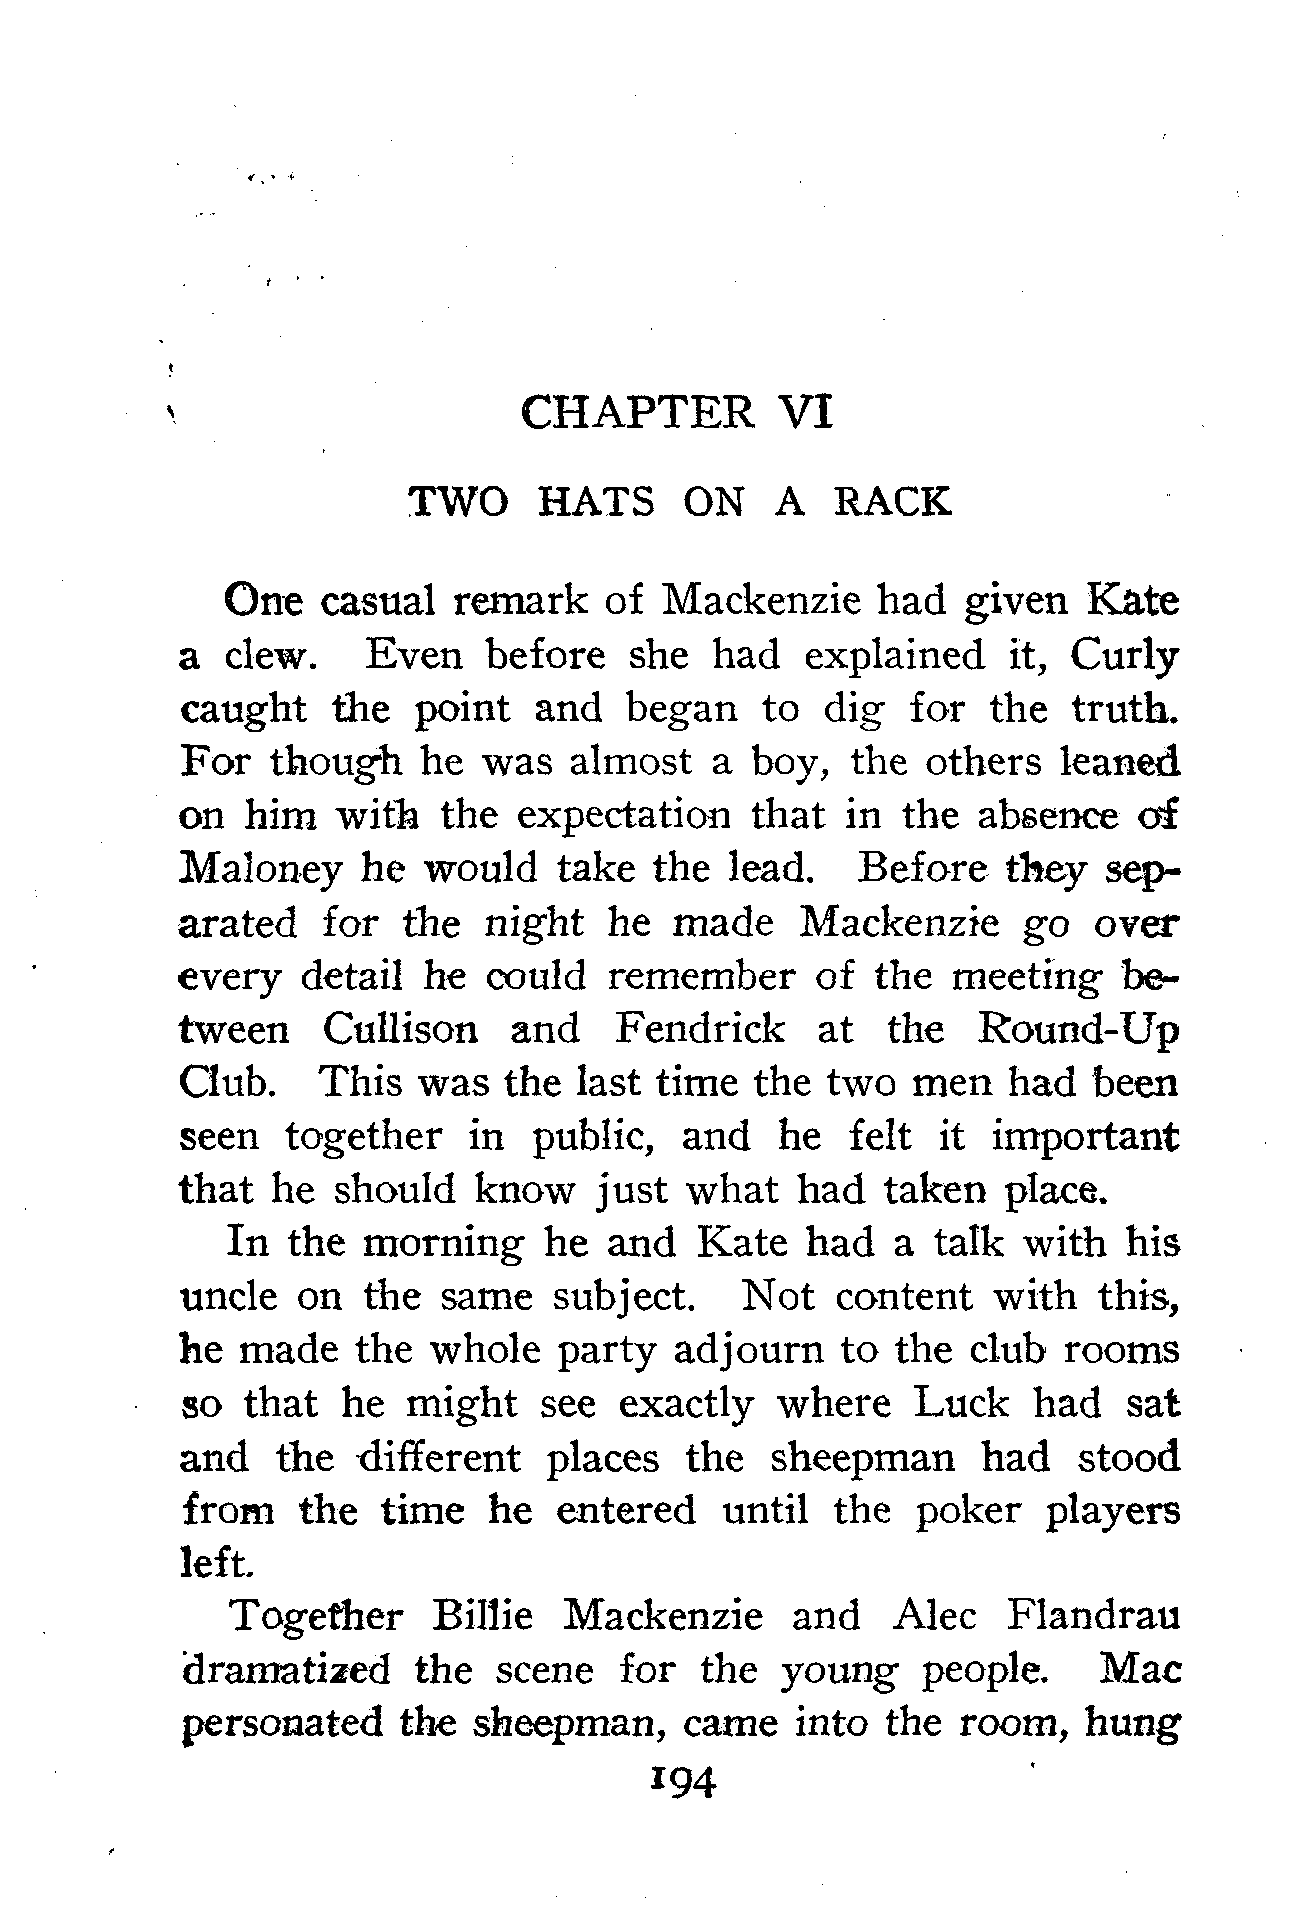 CHAPTER VI
TWO HATS ON A RACK
One casual remark of Mackenzie had given Kate
a clew. Even before she had explained it, Curly
caught the point and began to dig for the truth.
For though he was almost a boy, the others leaned
on him with the expectation that in the absence of
Maloney he would take the lead. Before they sep-
arated for the night he made Mackenzie go over
every detail he could remember of the meeting be-
tween Cullison and Fendrick at the Round-Up
Club. This was the last time the two men had been
seen together in public, and he felt it important
that he should know just what had taken place.
In the morning he and Kate had a talk with his
uncle on the same subject. Not content with this,
he made the whole party adjourn to the club rooms
so that he might see exactly where Luck had sat
and the different places the sheepman had stood
from the time he entered until the poker players
left.
Together Billie Mackenzie and Alec Flandrau
dramatized the scene for the young people. Mac
personated the sheepman, came into the room, hung
194